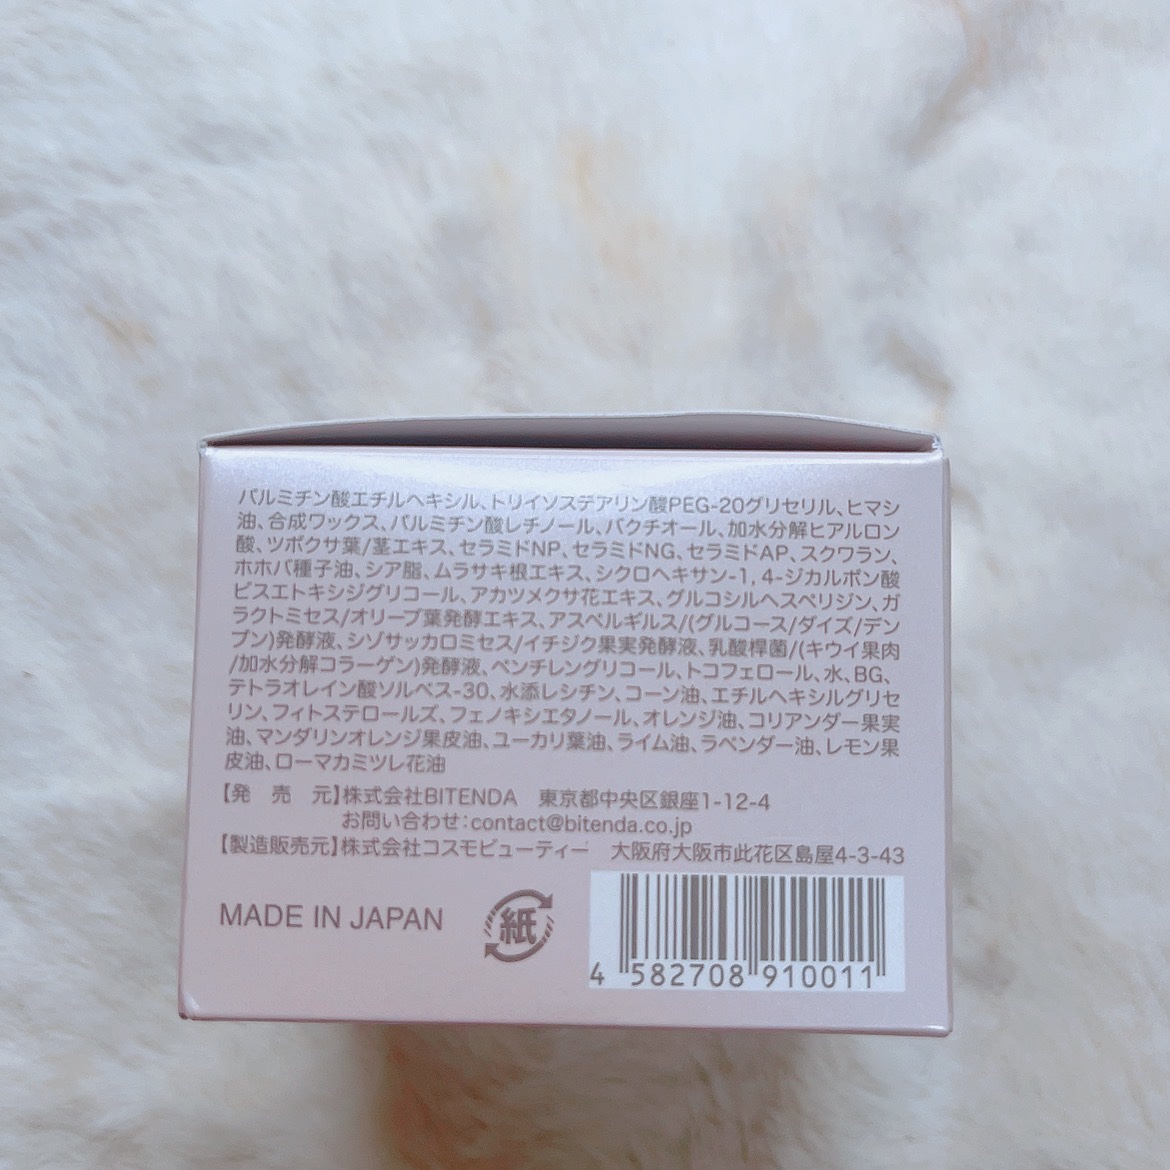 パルミチン酸エチルヘキシル、トリイソステアリン酸PEG-20グリセリル、ヒマシ
油、合成ワックス、パルミチン酸レチノール、バクチオール、加水分解ヒアルロン
酸、ツボクサ葉/茎エキス、セラミドNP、セラミドNG、セラミドAP、スクワラン、
ホホバ種子油、シア脂、ムラサキ根エキス、シクロヘキサン-1, 4-ジカルボン酸
ビスエトキシジグリコール、アカツメクサ花エキス、グルコシルヘスペリジン、ガ
ラクトミセス/オリーブ葉発酵エキス、アスペルギルス/(グルコース/ダイズ/デン
プン)発酵液、シゾサッカロミセス/イチジク果実発酵液、乳酸桿菌/(キウイ果肉
/加水分解コラーゲン)発酵液、ペンチレングリコール、トコフェロール、水、BG、
テトラオレイン酸ソルベス-30、水添レシチン、コーン油、エチルヘキシルグリセ
リン、フィトステロールズ、フェノキシエタノール、オレンジ油、コリアンダー果実
油、マンダリンオレンジ果皮油、ユーカリ葉油、ライム油、ラベンダー油、レモン果
皮油、ローマカミツレ花油
【発 売 元】株式会社BITENDA 東京都中央区銀座1-12-4
お問い合わせ:contact@bitenda.co.jp
【製造販売元】株式会社コスモビューティー 大阪府大阪市此花区島屋4-3-43
MADE IN JAPAN
紙
4 582708 910011